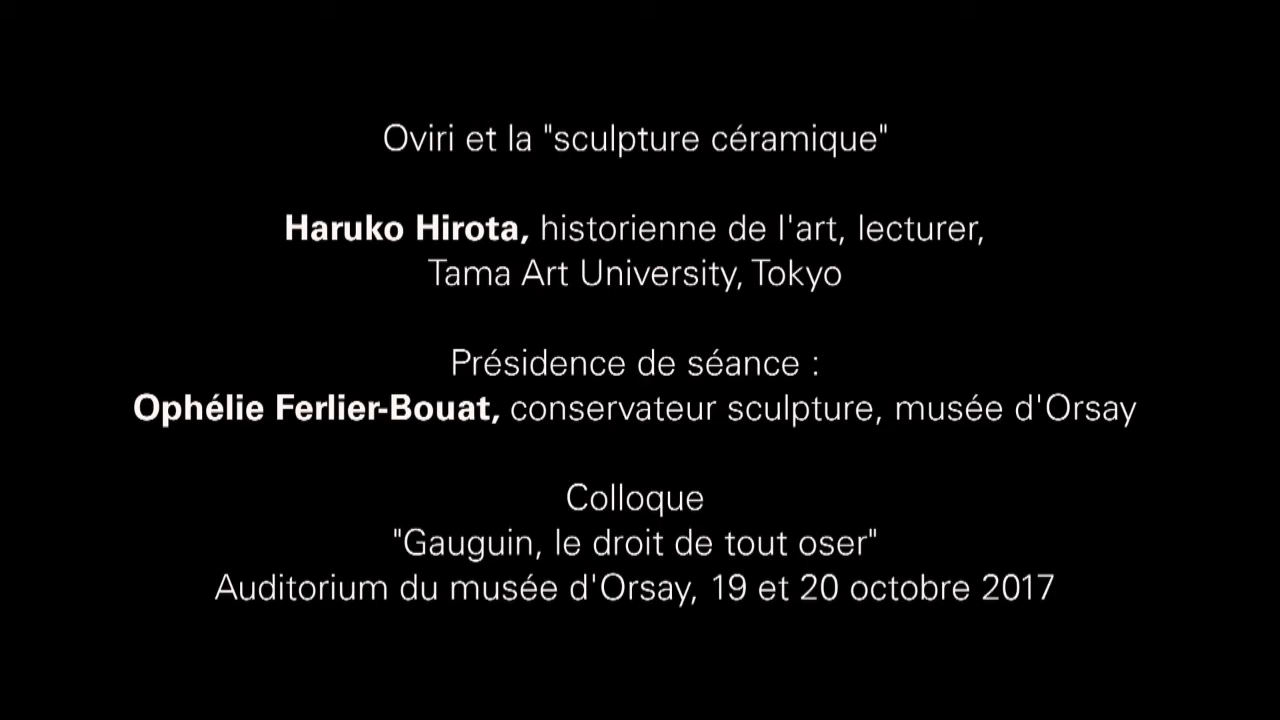 Oviri et la "sculpture céramique"
Haruko Hirota, historienne de l'art, lecturer,
Tama Art University, Tokyo
Présidence de séance :
Ophélie Ferlier-Bouat, conservateur sculpture, musée d'Orsay
Colloque
"Gauguin, le droit de tout oser"
Auditorium du musée d'Orsay, 19 et 20 octobre 2017